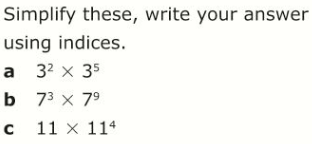 Simplify these, write your answer
using indices.
a 3² × 3⁵
b 7³ × 7⁹
c 11 × 11⁴